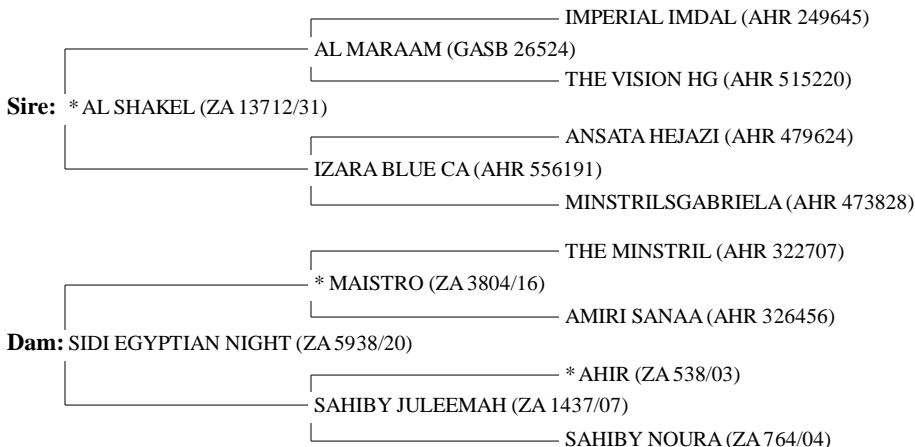 IMPERIAL IMDAL (AHR 249645)
AL MARAAM (GASB 26524)
THE VISION HG (AHR 515220)
Sire: * AL SHAKEL (ZA 13712/31)
ANSATA HEJAZI (AHR 479624)
IZARA BLUE CA (AHR 556191)
MINSTRILSGABRIELA (AHR 473828)
THE MINSTRIL (AHR 322707)
* MAISTRO (ZA 3804/16)
AMIRI SANAA (AHR 326456)
Dam: SIDI EGYPTIAN NIGHT (ZA 5938/20)
* AHIR (ZA 538/03)
SAHIBY JULEEMAH (ZA 1437/07)
SAHIBY NOURA (ZA 764/04)